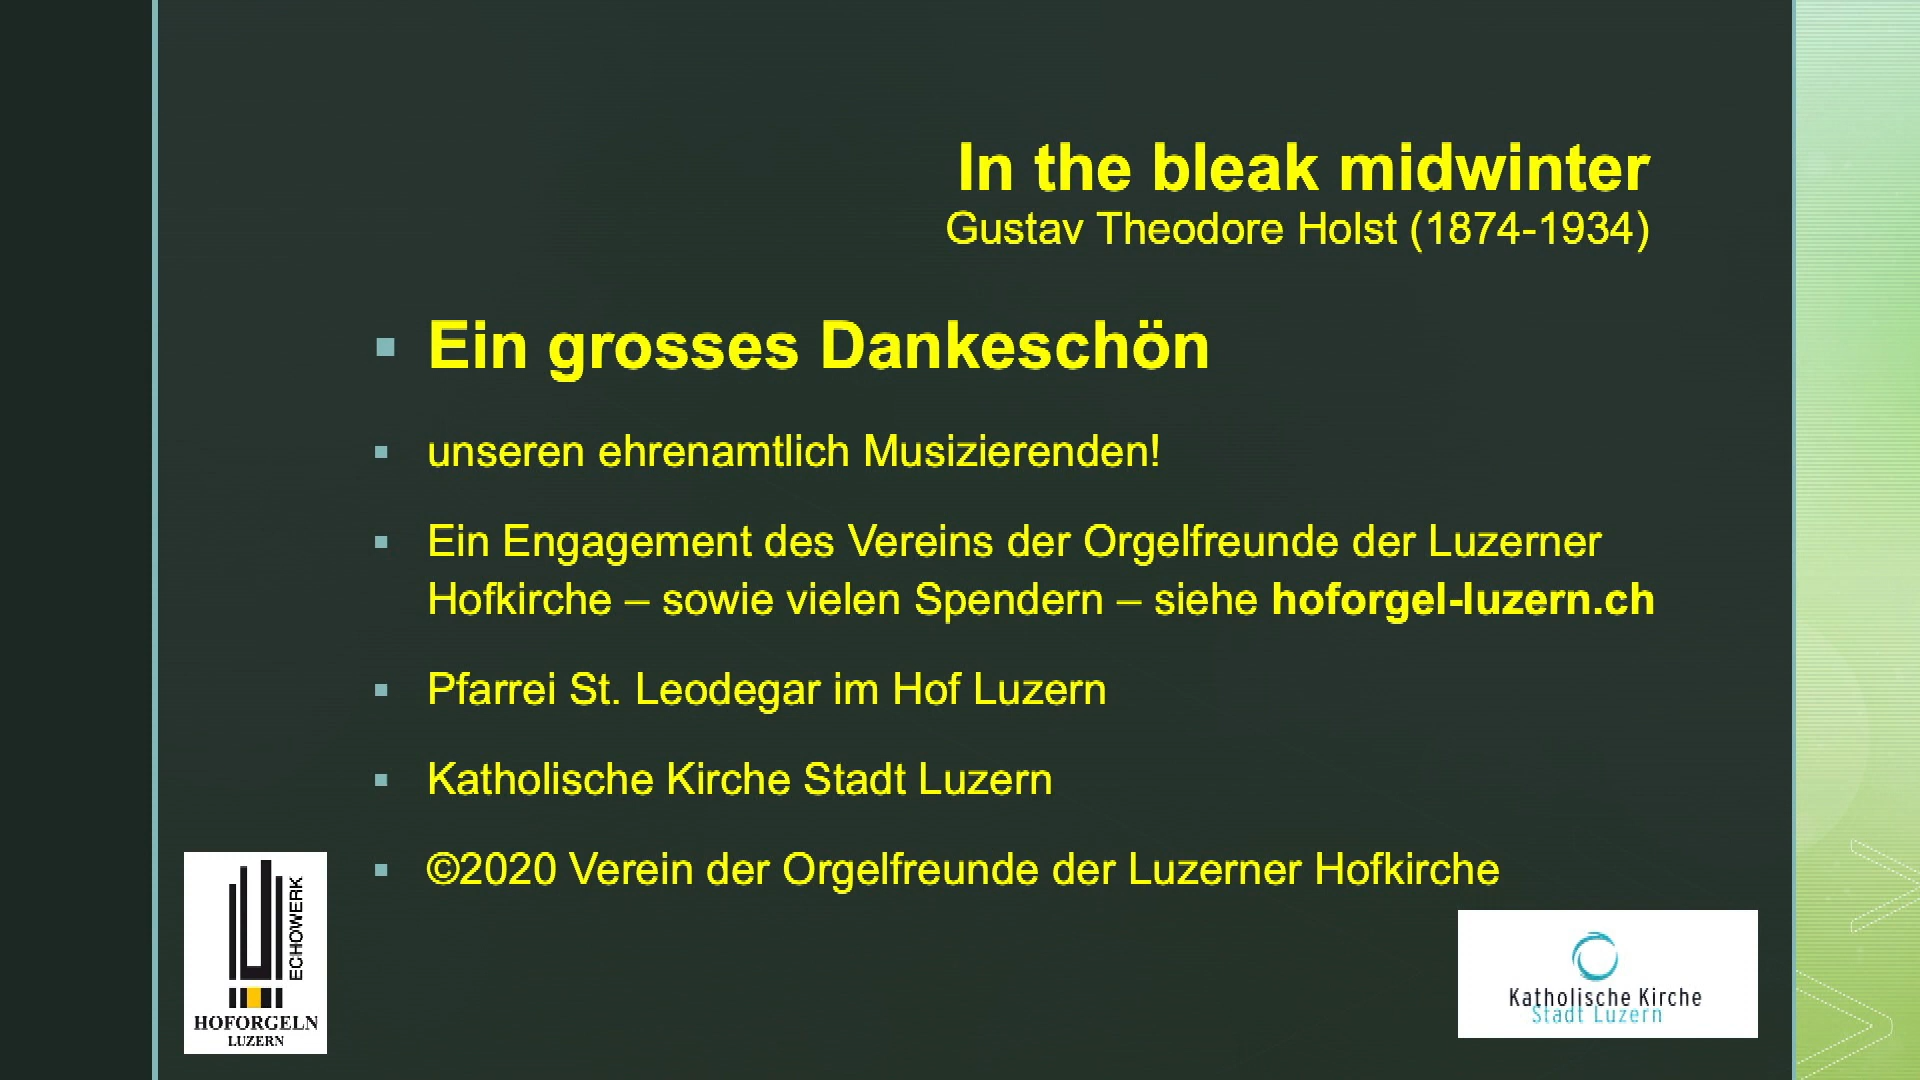 In the bleak midwinter
Gustav Theodore Holst (1874-1934)
Ein grosses Dankeschön
unseren ehrenamtlich Musizierenden!
Ein Engagement des Vereins der Orgelfreunde der Luzerner
Hofkirche – sowie vielen Spendern – siehe hoforgel-luzern.ch
Pfarrei St. Leodegar im Hof Luzern
Katholische Kirche Stadt Luzern
©2020 Verein der Orgelfreunde der Luzerner Hofkirche
ECHOWERK
HOFORGELN
LUZERN
Katholische Kirche
Stadt Luzern